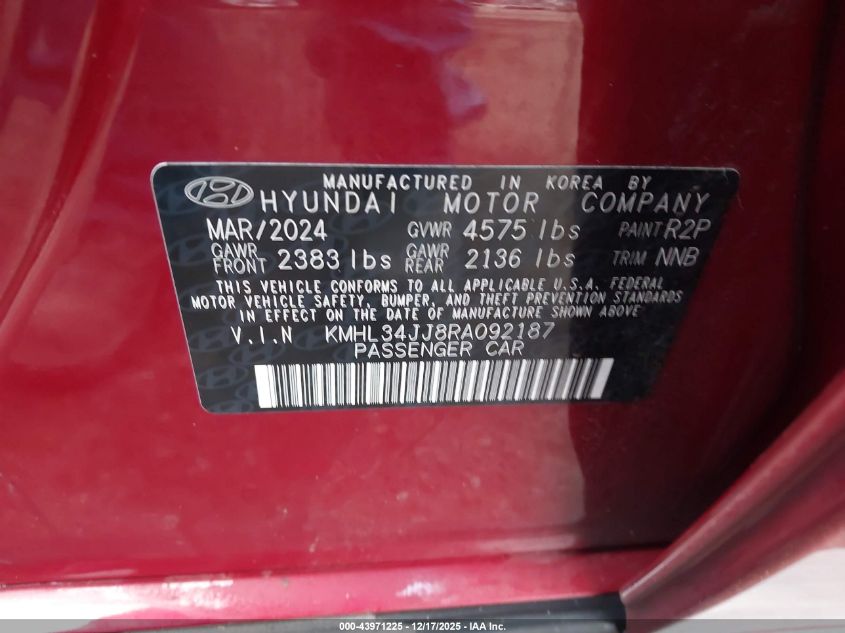 MANUFACTURED IN KOREA BY
HYUNDAI MOTOR COMPANY
MAR/2024 GVWR 4575 lbs PAINT R2P
GAWR FRONT 2383 lbs GAWR REAR 2136 lbs TRIM NNB
THIS VEHICLE CONFORMS TO ALL APPLICABLE U.S.A. FEDERAL
MOTOR VEHICLE SAFETY, BUMPER, AND THEFT PREVENTION STANDARDS
IN EFFECT ON THE DATE OF MANUFACTURE SHOWN ABOVE
V.I.N KMHL34JJ8RA092187
PASSENGER CAR
000-43971225 | 12/17/2025 | IAA Inc.